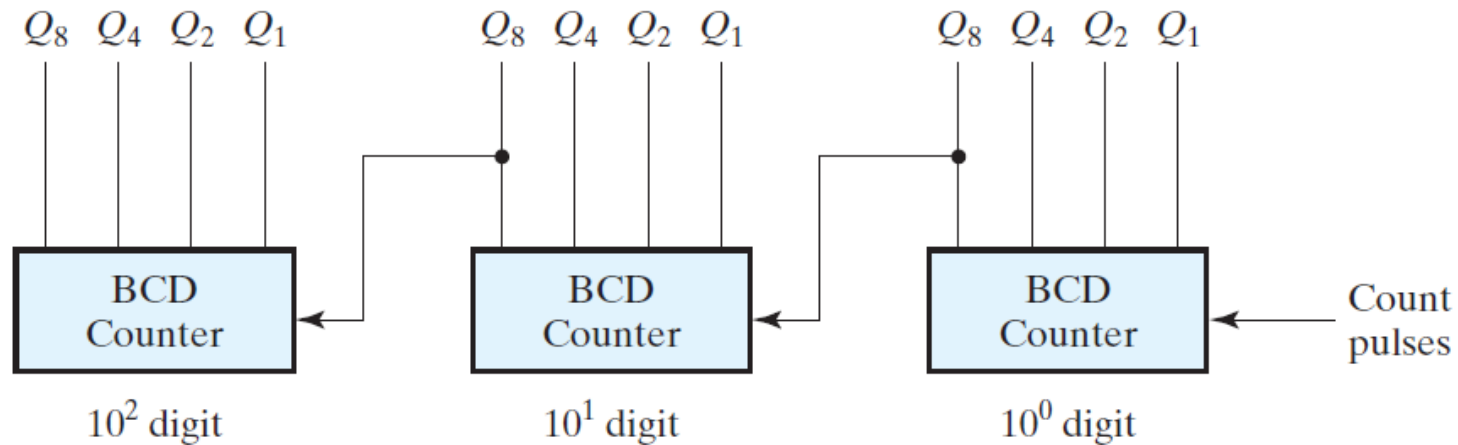 Q₈ Q₄ Q₂ Q₁ Q₈ Q₄ Q₂ Q₁ Q₈ Q₄ Q₂ Q₁
BCD
Counter
BCD
Counter
BCD
Counter
Count
pulses
10² digit
10¹ digit
10⁰ digit